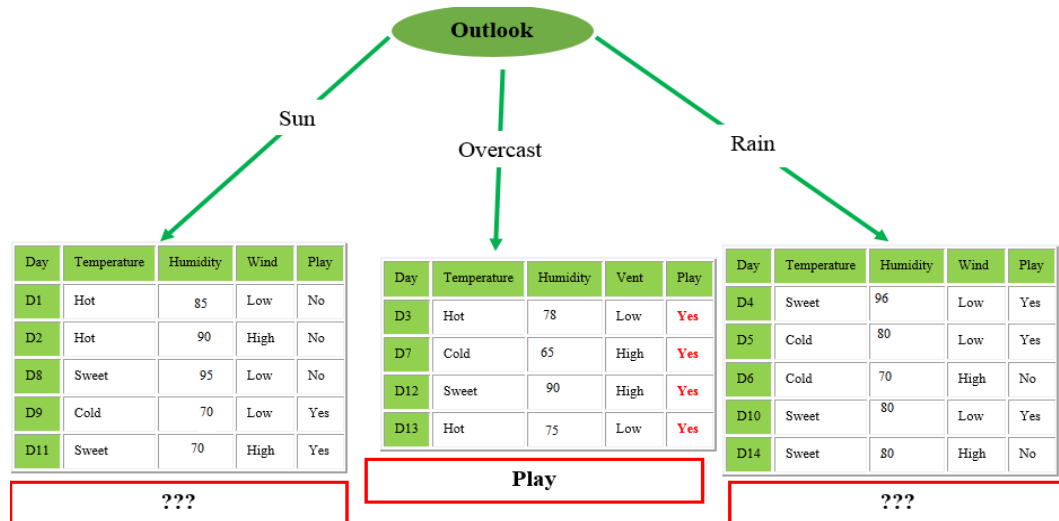 Outlook
Sun
Overcast
Rain
Day Temperature Humidity Wind Play
D1 Hot 85 Low No
D2 Hot 90 High No
D8 Sweet 95 Low No
D9 Cold 70 Low Yes
D11 Sweet 70 High Yes
???
Day Temperature Humidity Vent Play
D3 Hot 78 Low Yes
D7 Cold 65 High Yes
D12 Sweet 90 High Yes
D13 Hot 75 Low Yes
Play
Day Temperature Humidity Wind Play
D4 Sweet 96 Low Yes
D5 Cold 80 Low Yes
D6 Cold 70 High No
D10 Sweet 80 Low Yes
D14 Sweet 80 High No
???